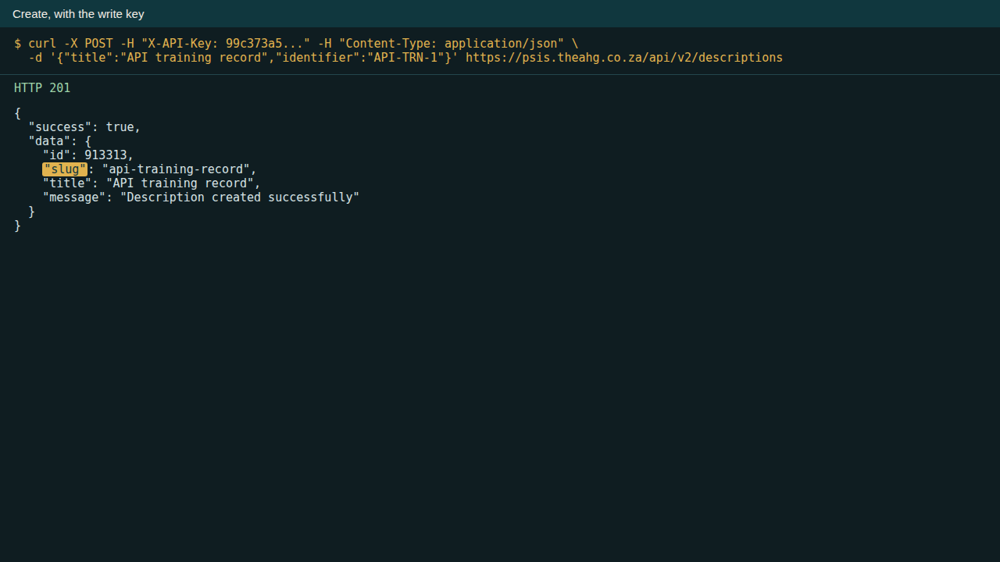 Create, with the write key
$ curl -X POST -H "X-API-Key: 99c373a5..." -H "Content-Type: application/json" \
  -d '{"title":"API training record","identifier":"API-TRN-1"}' https://psis.theahg.co.za/api/v2/descriptions
HTTP 201
{
  "success": true,
  "data": {
    "id": 913313,
    "slug": "api-training-record",
    "title": "API training record",
    "message": "Description created successfully"
  }
}